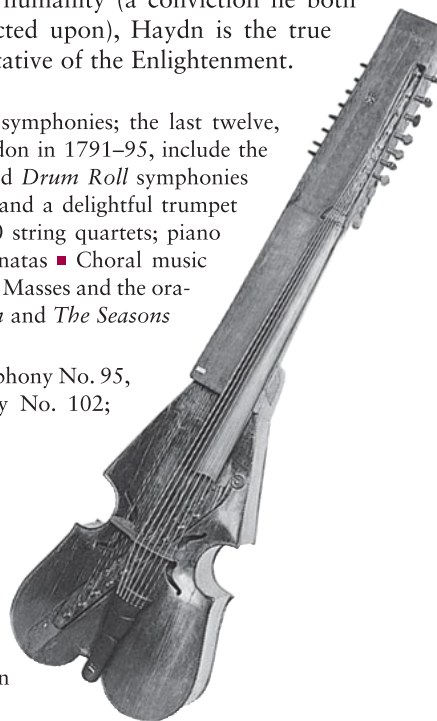 humanity (a conviction he both
cted upon), Haydn is the true
tative of the Enlightenment.
symphonies; the last twelve,
don in 1791–95, include the
d Drum Roll symphonies
and a delightful trumpet
0 string quartets; piano
natas ■ Choral music
Masses and the ora-
n and The Seasons
phony No. 95,
y No. 102;
n